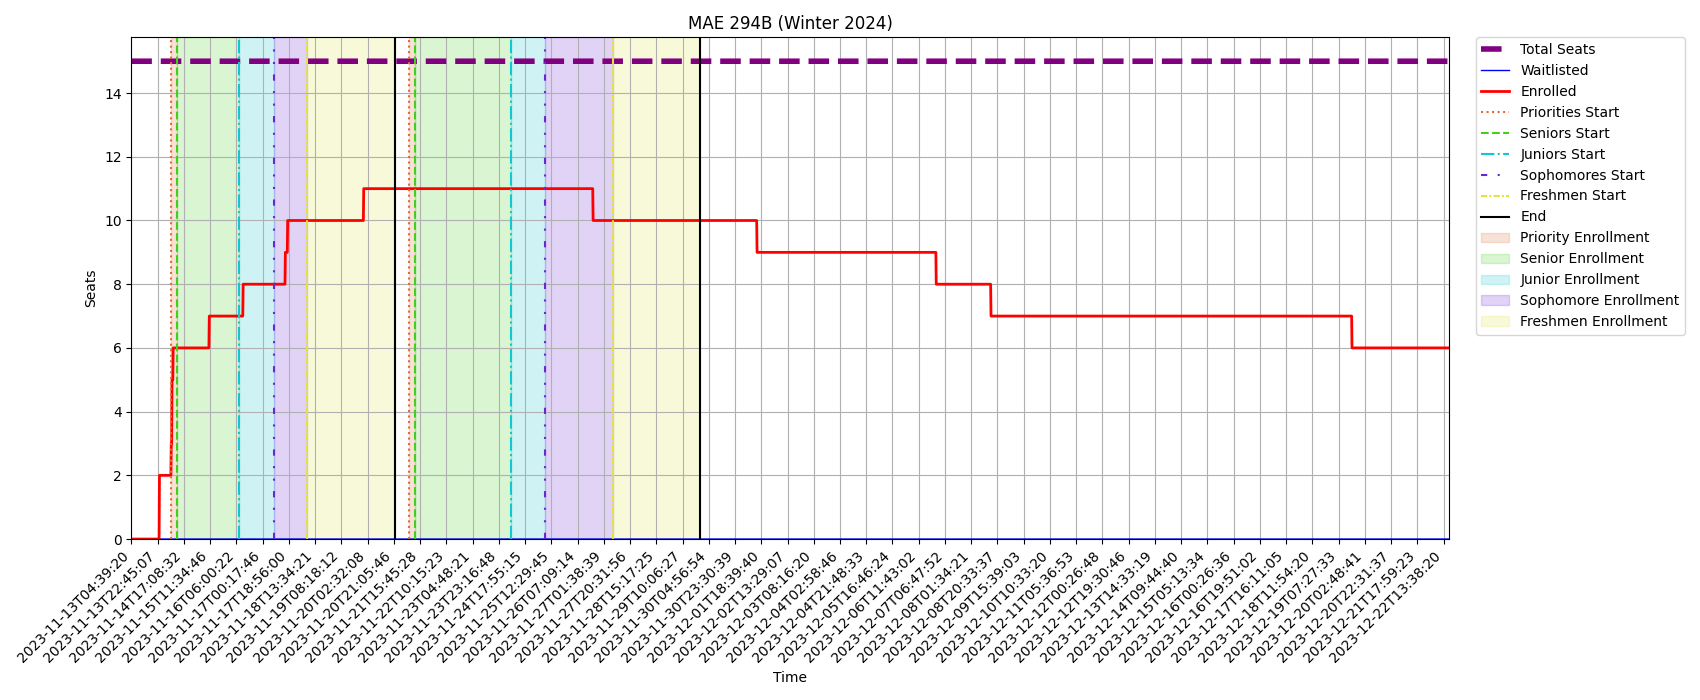 MAE 294B (Winter 2024)
Seats
14
12
10
8
6
4
2
0
2023-11-13T04:39:20
2023-11-13T22:45:07
2023-11-14T17:08:32
2023-11-15T11:34:46
2023-11-16T06:00:22
2023-11-17T00:17:46
2023-11-17T18:56:00
2023-11-18T13:34:21
2023-11-19T08:18:12
2023-11-20T02:32:08
2023-11-20T21:05:46
2023-11-21T15:45:28
2023-11-22T10:15:23
2023-11-23T04:48:21
2023-11-23T23:16:48
2023-11-24T17:55:15
2023-11-25T12:29:45
2023-11-26T07:09:14
2023-11-27T01:38:39
2023-11-27T20:31:56
2023-11-28T15:17:25
2023-11-29T10:06:27
2023-11-30T04:56:54
2023-11-30T23:30:39
2023-12-01T18:39:40
2023-12-02T13:29:07
2023-12-03T08:16:20
2023-12-04T02:58:46
2023-12-04T21:48:33
2023-12-05T16:46:24
2023-12-06T11:43:02
2023-12-07T06:47:52
2023-12-08T01:34:21
2023-12-08T20:33:37
2023-12-09T15:39:03
2023-12-10T10:33:20
2023-12-11T05:36:53
2023-12-12T00:26:48
2023-12-12T19:30:46
2023-12-13T14:33:19
2023-12-14T09:44:40
2023-12-15T05:13:34
2023-12-16T00:26:36
2023-12-16T19:51:02
2023-12-17T16:11:05
2023-12-18T11:54:20
2023-12-19T07:27:33
2023-12-20T02:48:41
2023-12-20T22:31:37
2023-12-21T17:59:23
2023-12-22T13:38:20
Time
Total Seats
Waitlisted
Enrolled
Priorities Start
Seniors Start
Juniors Start
Sophomores Start
Freshmen Start
End
Priority Enrollment
Senior Enrollment
Junior Enrollment
Sophomore Enrollment
Freshmen Enrollment